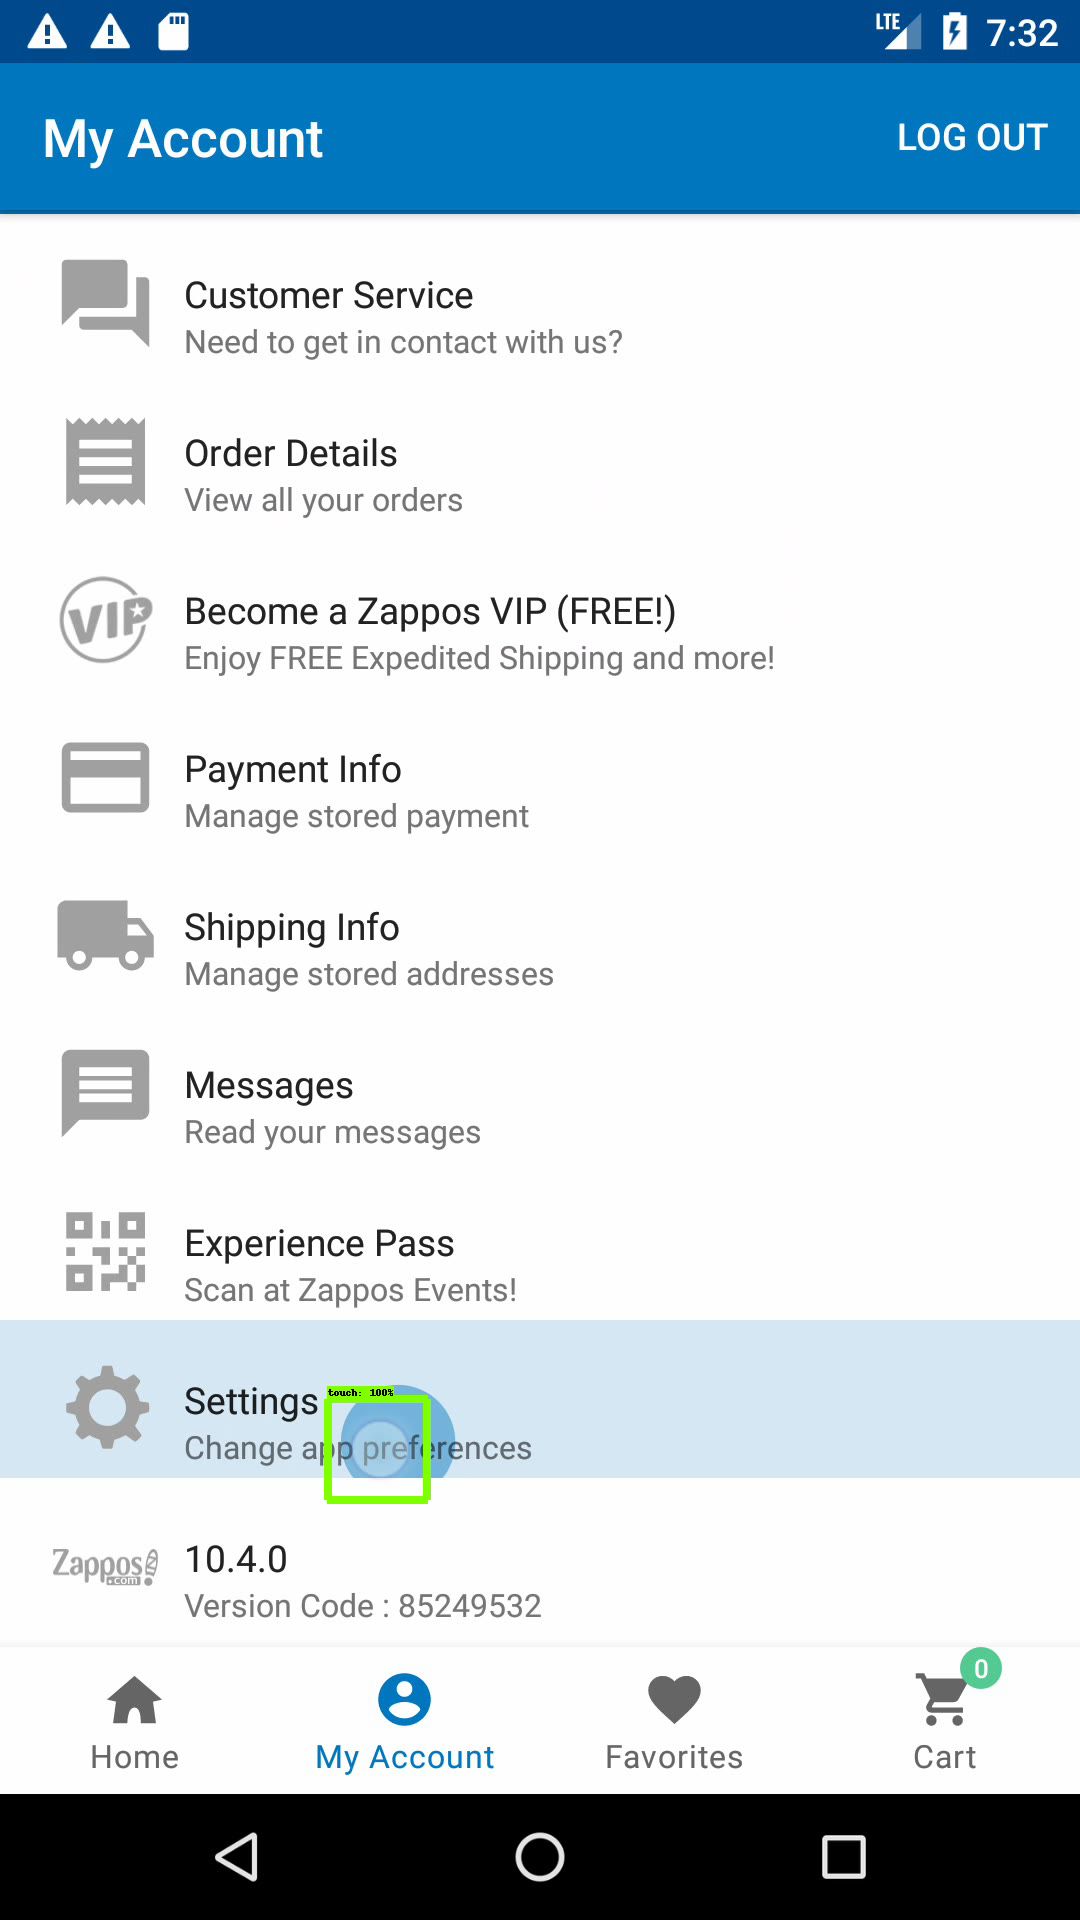 LTE 7:32
My Account LOG OUT
Customer Service
Need to get in contact with us?
Order Details
View all your orders
VIP
Become a Zappos VIP (FREE!)
Enjoy FREE Expedited Shipping and more!
Payment Info
Manage stored payment
Shipping Info
Manage stored addresses
Messages
Read your messages
Experience Pass
Scan at Zappos Events!
touch: 100%
Settings
Change app preferences
Zappos
.com
10.4.0
Version Code : 85249532
0
Home My Account Favorites Cart